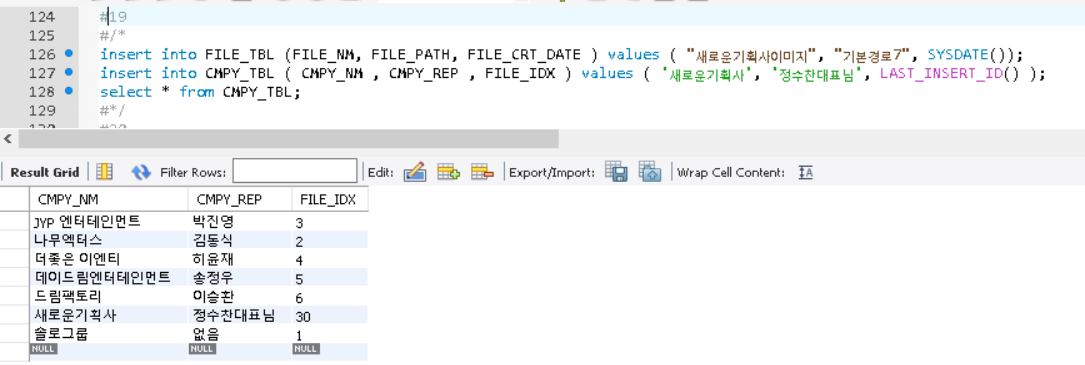 124 #19
125 #/*
126 insert into FILE_TBL (FILE_NM, FILE_PATH, FILE_CRT_DATE ) values ( "새로운기획사이미지", "기본경로7", SYSDATE());
127 insert into CMPY_TBL ( CMPY_NM , CMPY_REP , FILE_IDX ) values ( '새로운기획사', '정수찬대표님', LAST_INSERT_ID() );
128 select * from CMPY_TBL;
129 #*/
Result Grid Filter Rows: Edit: Export/Import: Wrap Cell Content: IA
CMPY_NM CMPY_REP FILE_IDX
JYP 엔터테인먼트 박진영 3
나무엑터스 김동식 2
더좋은 이엔티 히윤재 4
데이드림엔터테인먼트 송정우 5
드림팩토리 이승환 6
새로운기획사 정수찬대표님 30
솔로그룹 없음 1
NULL NULL NULL